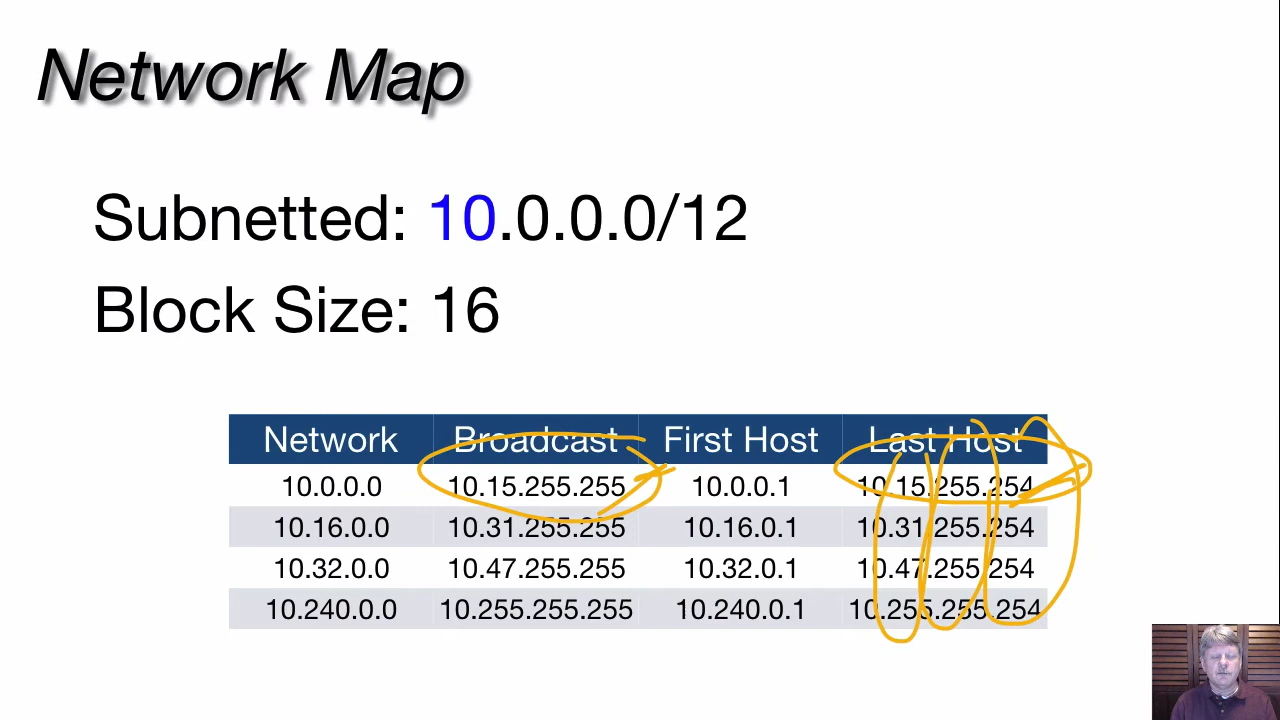 Network Map
Subnetted: 10.0.0.0/12
Block Size: 16
Network Broadcast First Host Last Host
10.0.0.0 10.15.255.255 10.0.0.1 10.15.255.254
10.16.0.0 10.31.255.255 10.16.0.1 10.31.255.254
10.32.0.0 10.47.255.255 10.32.0.1 10.47.255.254
10.240.0.0 10.255.255.255 10.240.0.1 10.255.255.254